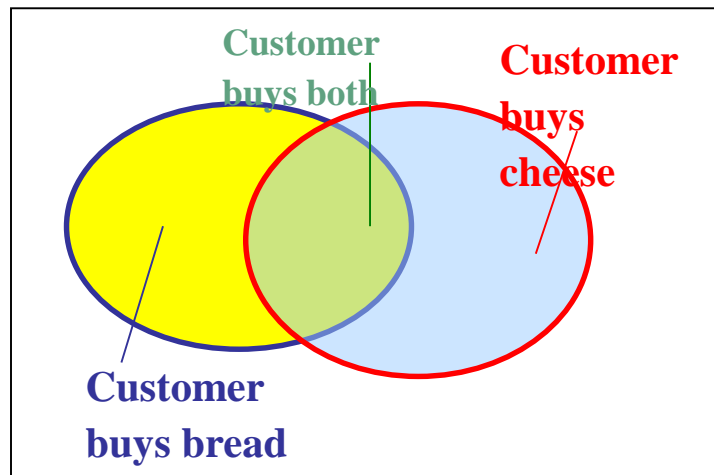 Customer
buys both
Customer
buys
cheese
Customer
buys bread